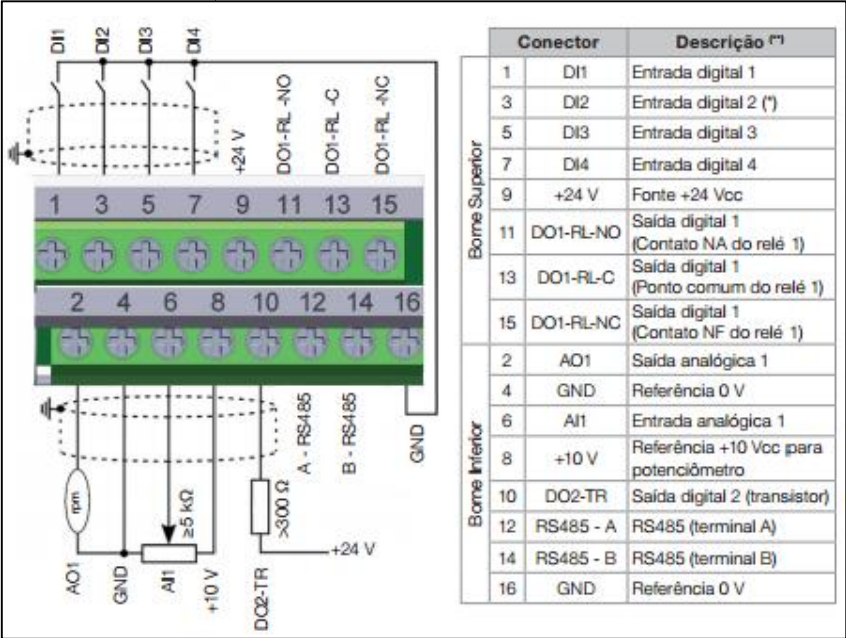 DI1
DI2
DI3
DI4
+24 V
DO1-RL -NO
DO1-RL -C
DO1-RL -NC
1 3 5 7 9 11 13 15
2 4 6 8 10 12 14 16
rpm
≥5 kΩ
>300 Ω
A - RS485
B - RS485
GND
+24 V
AO1
GND
AI1
+10 V
DO2-TR
Conector Descrição (**)
Borne Superior
1 DI1 Entrada digital 1
3 DI2 Entrada digital 2 (*)
5 DI3 Entrada digital 3
7 DI4 Entrada digital 4
9 +24 V Fonte +24 Vcc
11 DO1-RL-NO Saída digital 1
(Contato NA do relé 1)
13 DO1-RL-C Saída digital 1
(Ponto comum do relé 1)
15 DO1-RL-NC Saída digital 1
(Contato NF do relé 1)
Borne Inferior
2 AO1 Saída analógica 1
4 GND Referência 0 V
6 AI1 Entrada analógica 1
8 +10 V Referência +10 Vcc para
potenciômetro
10 DO2-TR Saída digital 2 (transistor)
12 RS485 - A RS485 (terminal A)
14 RS485 - B RS485 (terminal B)
16 GND Referência 0 V